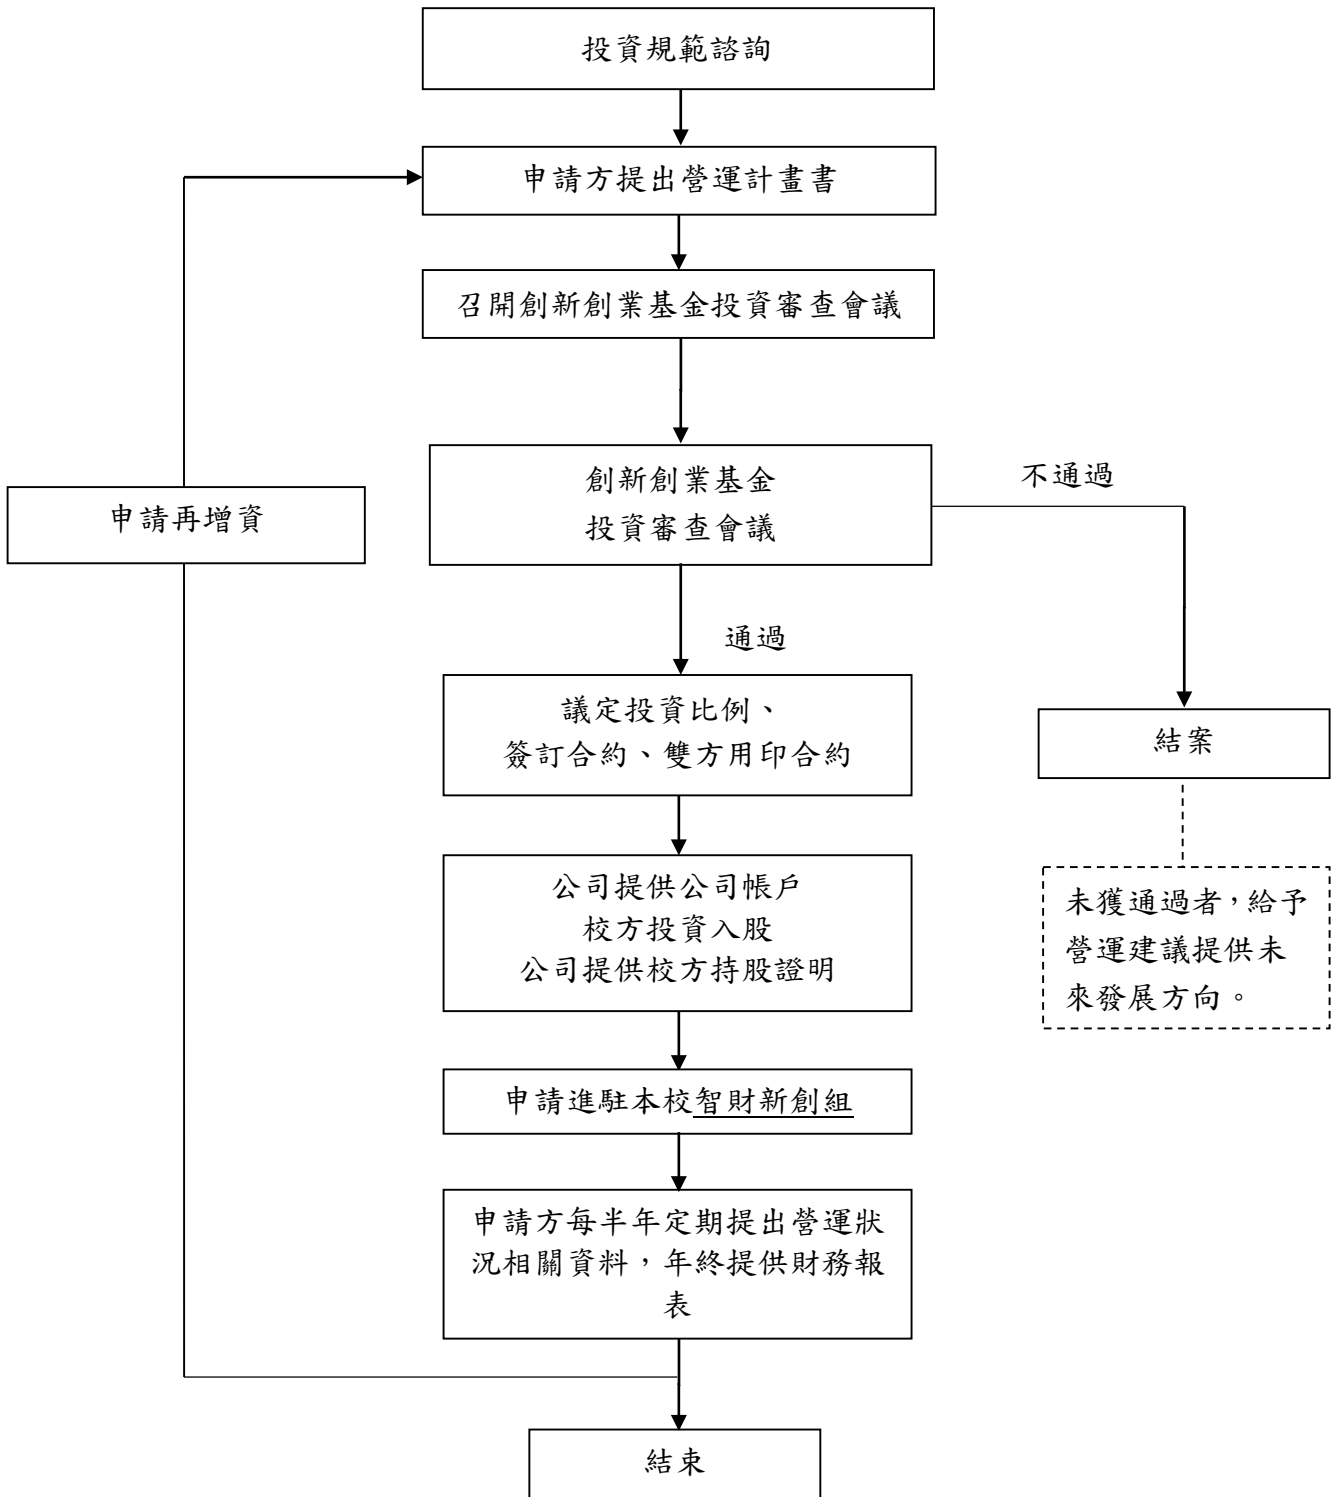 投資規範諮詢
申請方提出營運計畫書
召開創新創業基金投資審查會議
創新創業基金
投資審查會議
不通過
申請再增資
通過
議定投資比例、
簽訂合約、雙方用印合約
結案
公司提供公司帳戶
校方投資入股
公司提供校方持股證明
未獲通過者,給予
營運建議提供未
來發展方向。
申請進駐本校智財新創組
申請方每半年定期提出營運狀
況相關資料,年終提供財務報
表
結束